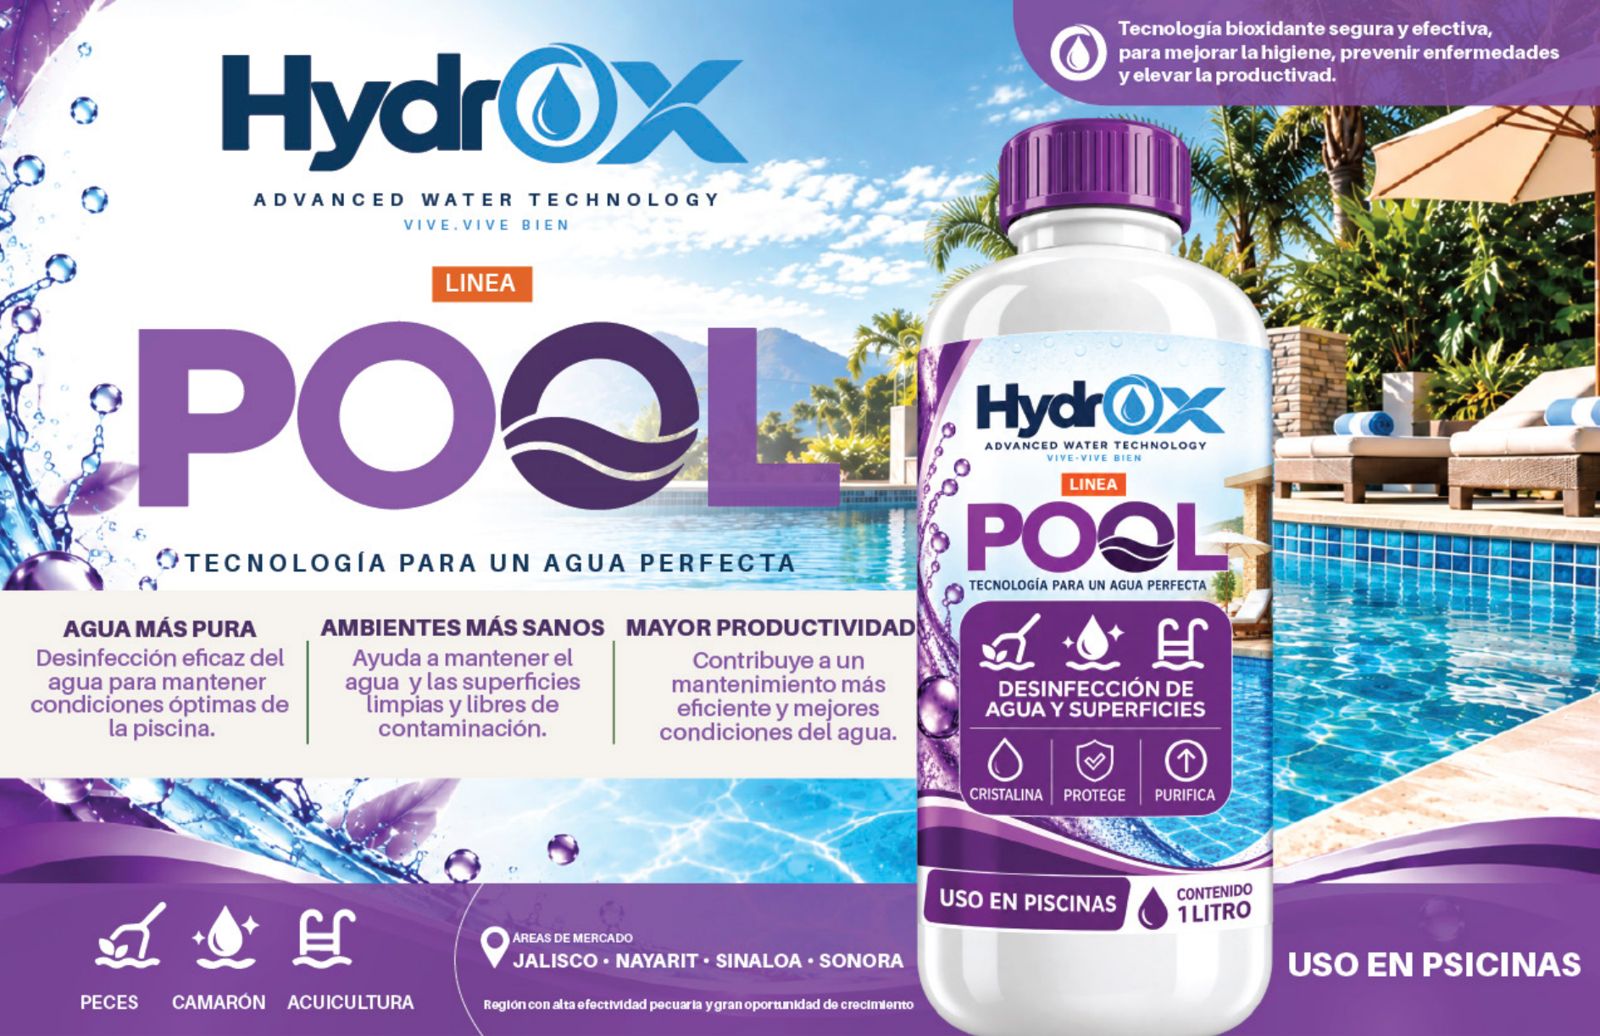 Tecnología bioxidante segura y efectiva,
para mejorar la higiene, prevenir enfermedades
y elevar la productivad.
HydrOX
ADVANCED WATER TECHNOLOGY
VIVE.VIVE BIEN
LINEA
POOL
TECNOLOGÍA PARA UN AGUA PERFECTA
AGUA MÁS PURA
Desinfección eficaz del
agua para mantener
condiciones óptimas de
la piscina.
AMBIENTES MÁS SANOS
Ayuda a mantener el
agua y las superficies
limpias y libres de
contaminación.
MAYOR PRODUCTIVIDAD
Contribuye a un
mantenimiento más
eficiente y mejores
condiciones del agua.
HydrOX
ADVANCED WATER TECHNOLOGY
VIVE-VIVE BIEN
LINEA
POOL
TECNOLOGÍA PARA UN AGUA PERFECTA
DESINFECCIÓN DE
AGUA Y SUPERFICIES
CRISTALINA
PROTEGE
PURIFICA
USO EN PISCINAS
CONTENIDO
1 LITRO
PECES
CAMARÓN
ACUICULTURA
ÁREAS DE MERCADO
JALISCO • NAYARIT • SINALOA • SONORA
Región con alta efectividad pecuaria y gran oportunidad de crecimiento
USO EN PSICINAS